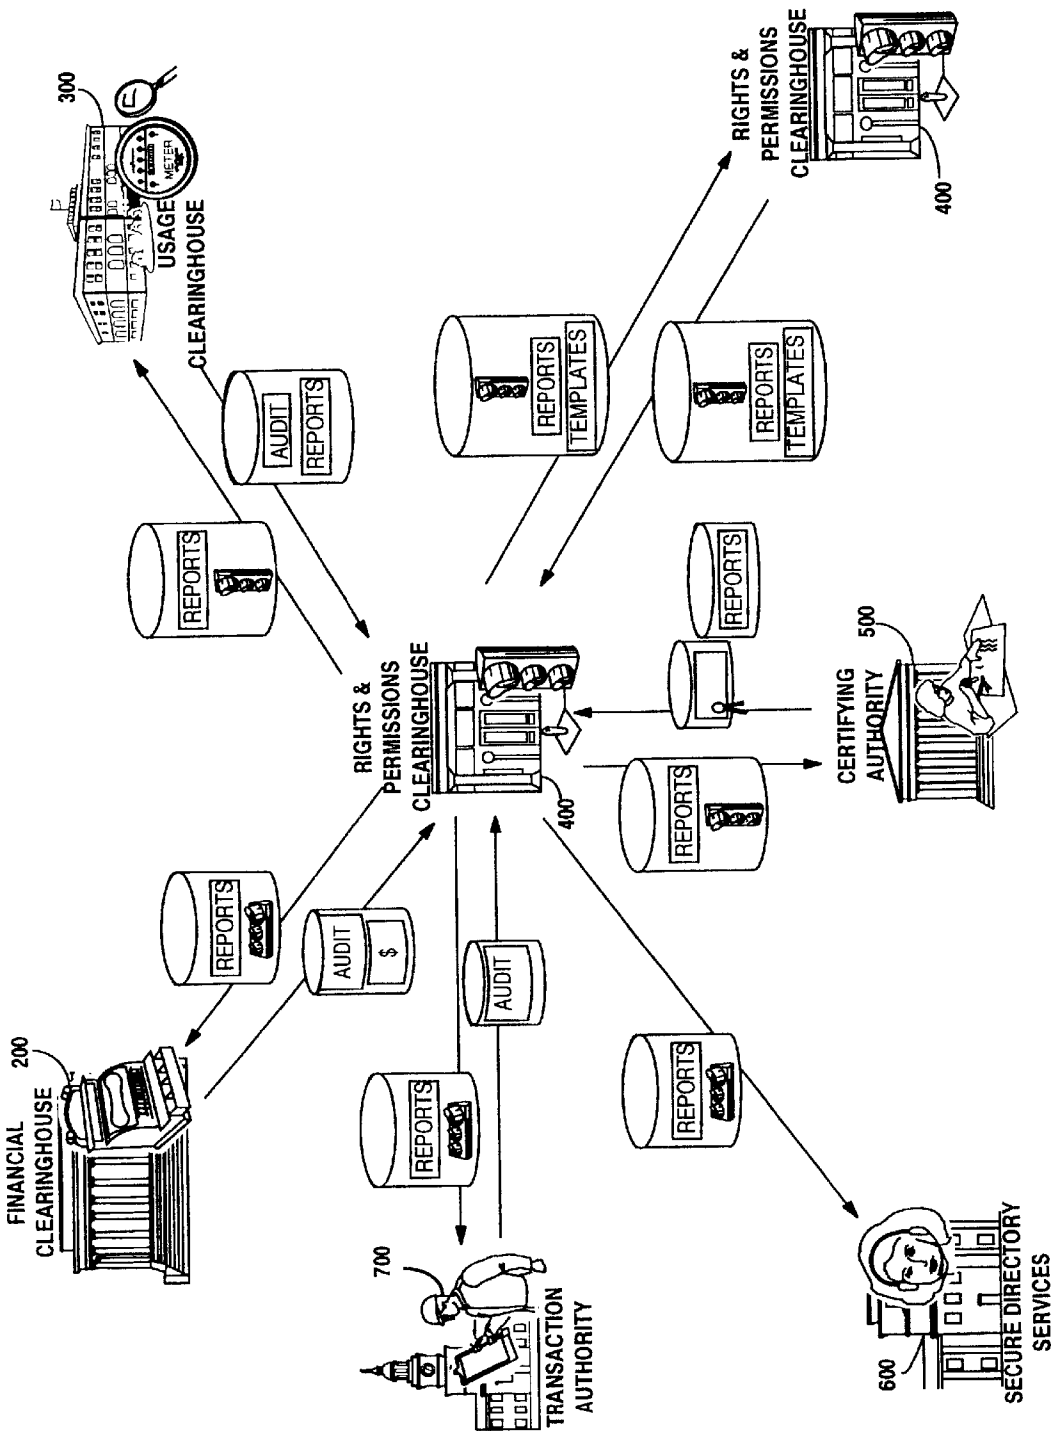 FINANCIAL
CLEARINGHOUSE
200
REPORTS
AUDIT
$
300
METER
USAGE
CLEARINGHOUSE
AUDIT
REPORTS
REPORTS
RIGHTS &
PERMISSIONS
CLEARINGHOUSE
400
700
TRANSACTION
AUTHORITY
REPORTS
AUDIT
REPORTS
TEMPLATES
REPORTS
TEMPLATES
RIGHTS &
PERMISSIONS
CLEARINGHOUSE
400
REPORTS
600
SECURE DIRECTORY
SERVICES
REPORTS
REPORTS
CERTIFYING
AUTHORITY
500